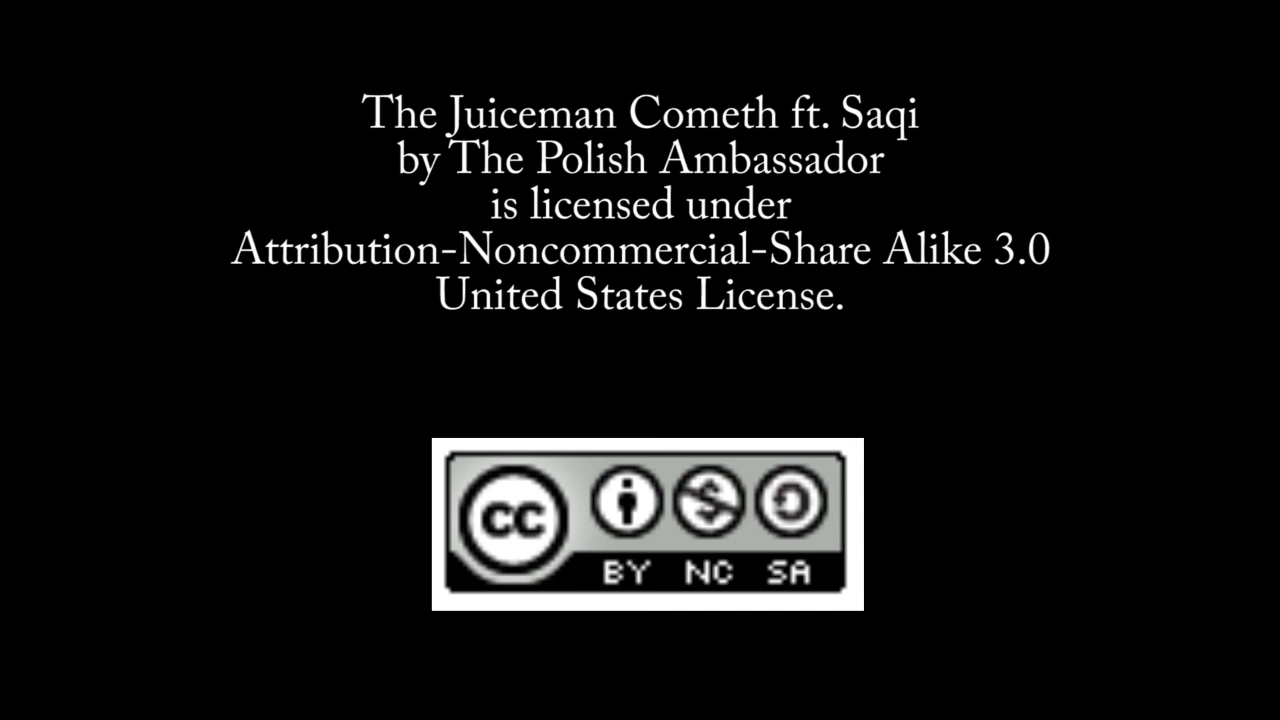 The Juiceman Cometh ft. Saqi
by The Polish Ambassador
is licensed under
Attribution-Noncommercial-Share Alike 3.0
United States License.
CC
BY NC SA